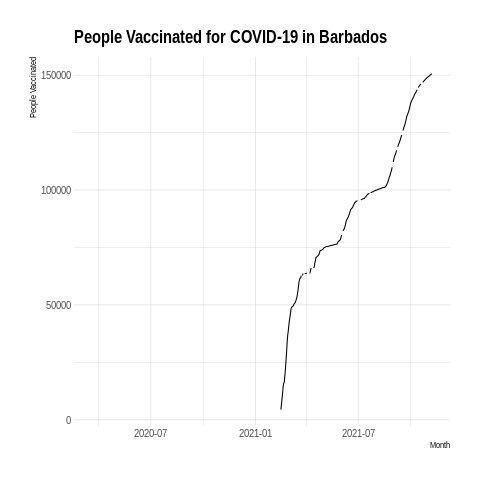 People Vaccinated for COVID-19 in Barbados
People Vaccinated
150000
100000
50000
0
2020-07 2021-01 2021-07
Month